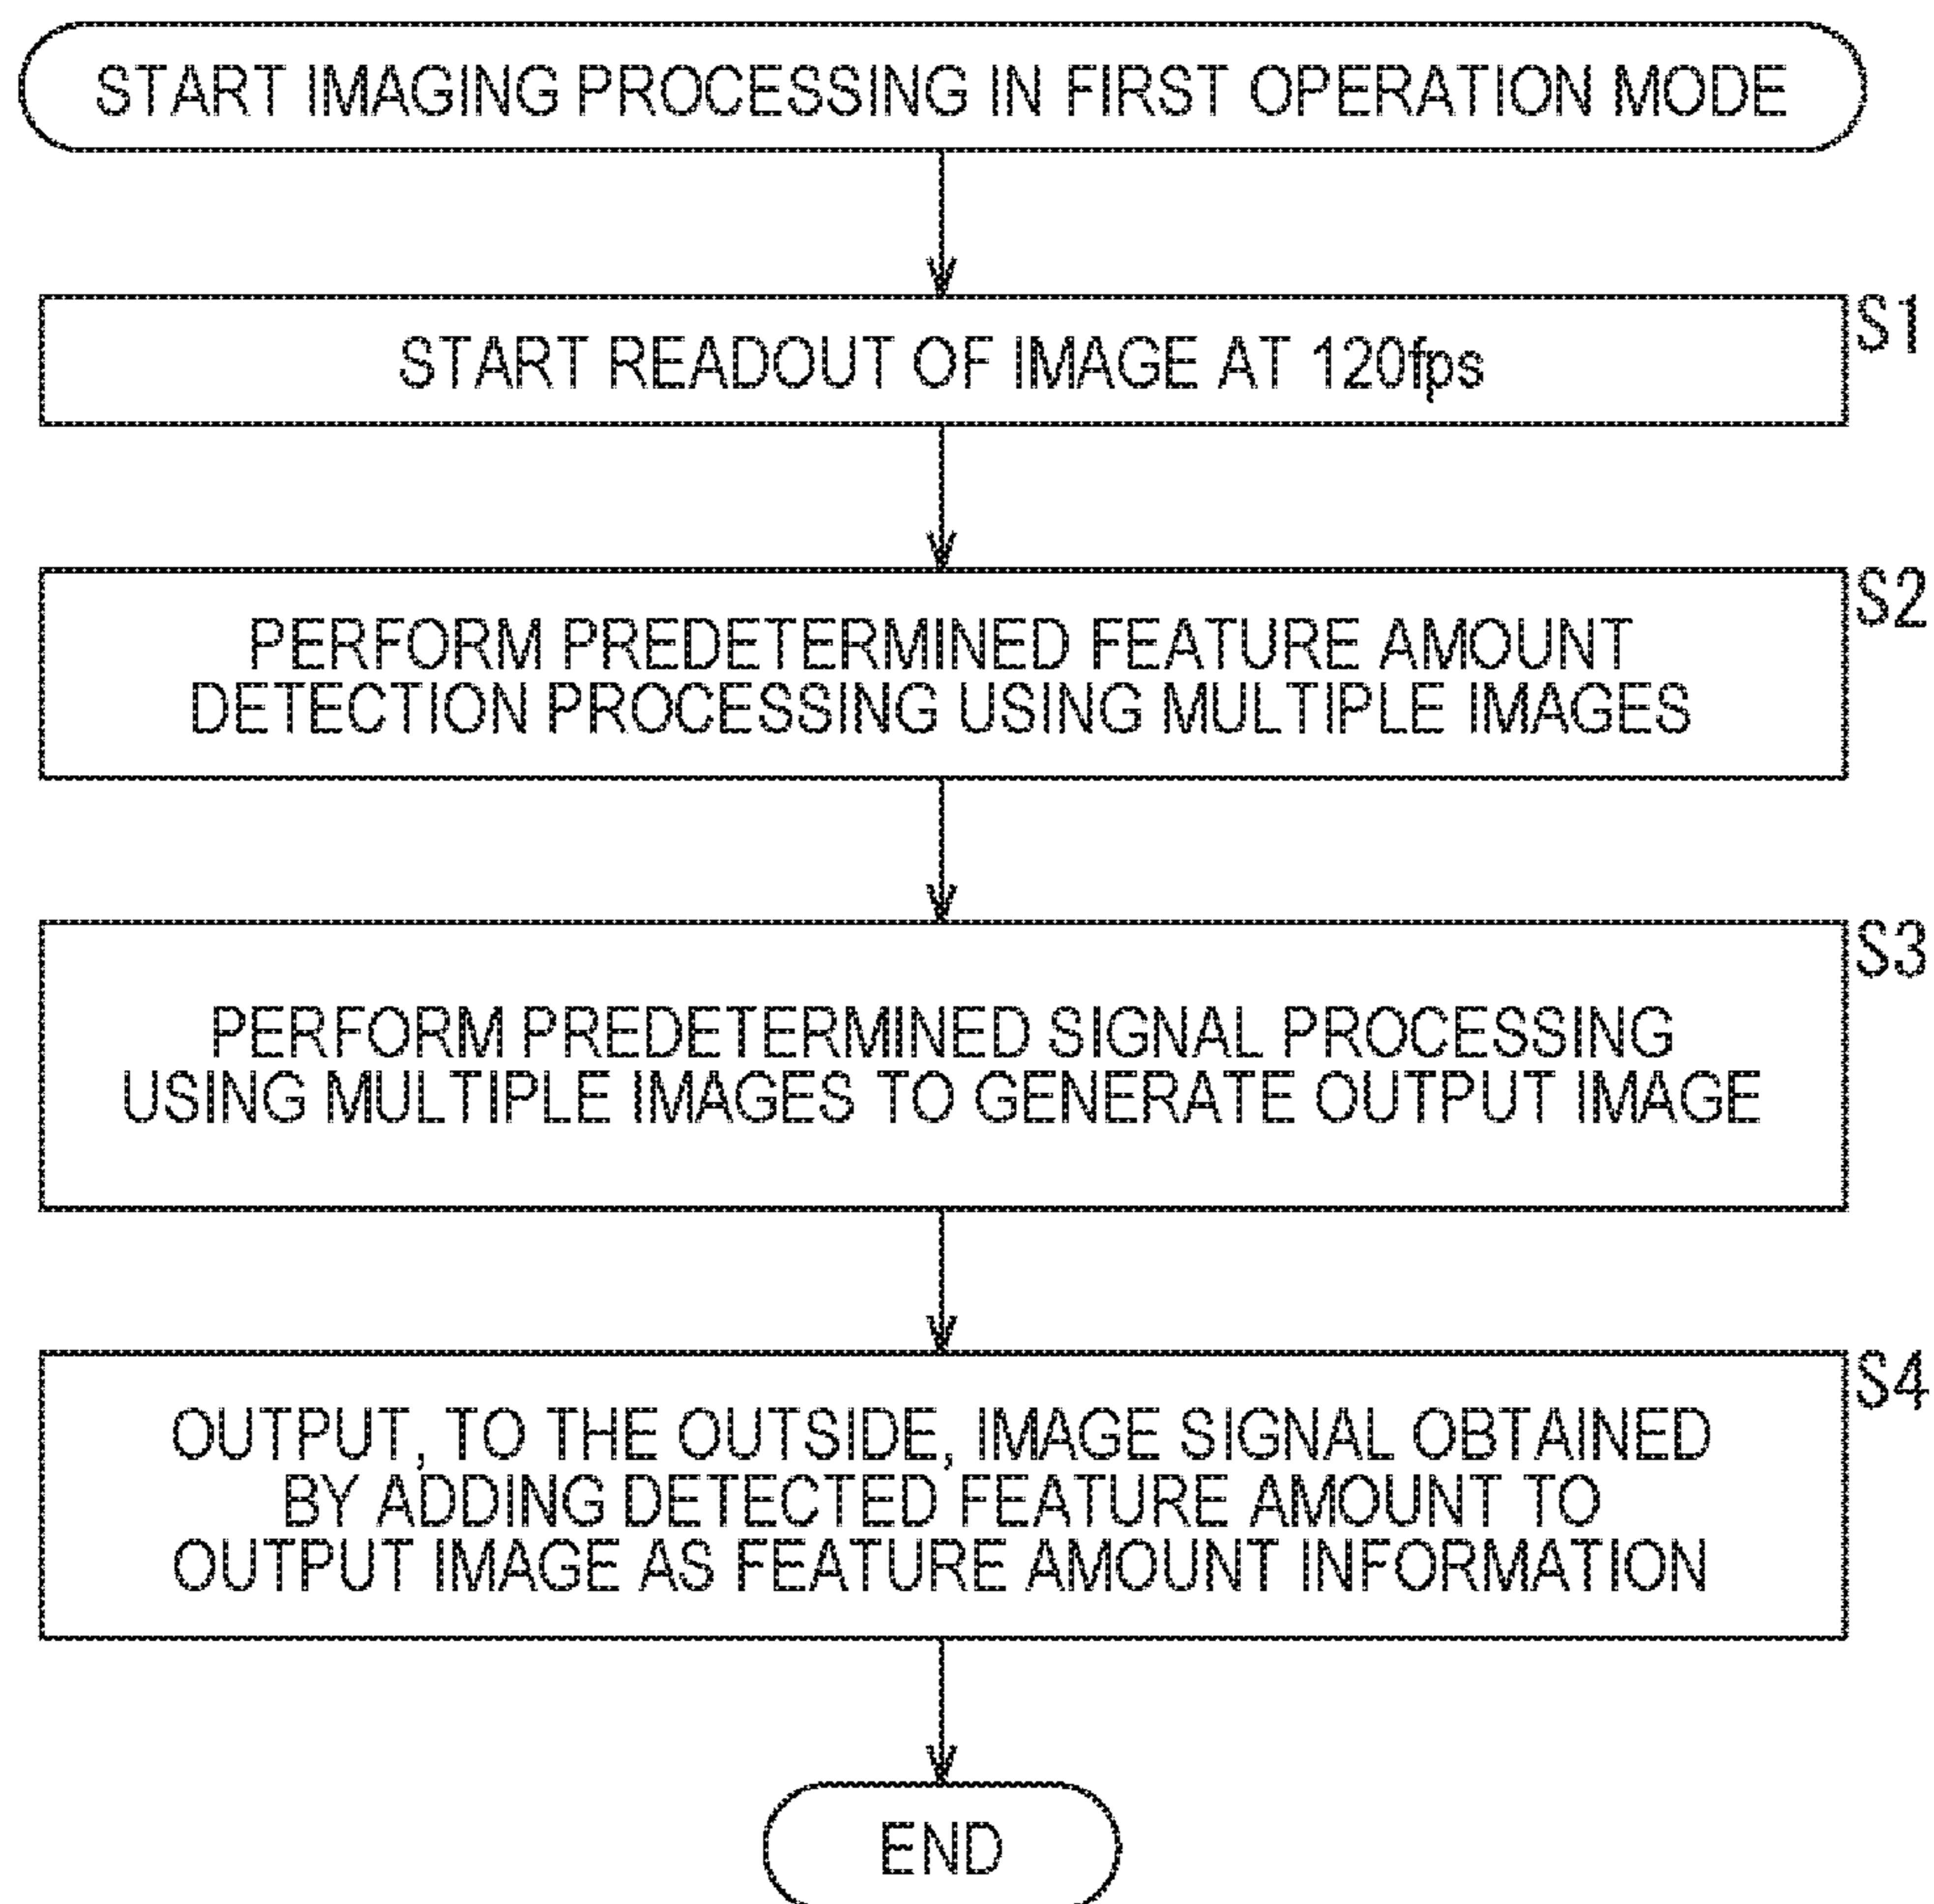 START IMAGING PROCESSING IN FIRST OPERATION MODE
S1
START READOUT OF IMAGE AT 120fps
S2
PERFORM PREDETERMINED FEATURE AMOUNT
DETECTION PROCESSING USING MULTIPLE IMAGES
S3
PERFORM PREDETERMINED SIGNAL PROCESSING
USING MULTIPLE IMAGES TO GENERATE OUTPUT IMAGE
S4
OUTPUT, TO THE OUTSIDE, IMAGE SIGNAL OBTAINED
BY ADDING DETECTED FEATURE AMOUNT TO
OUTPUT IMAGE AS FEATURE AMOUNT INFORMATION
END